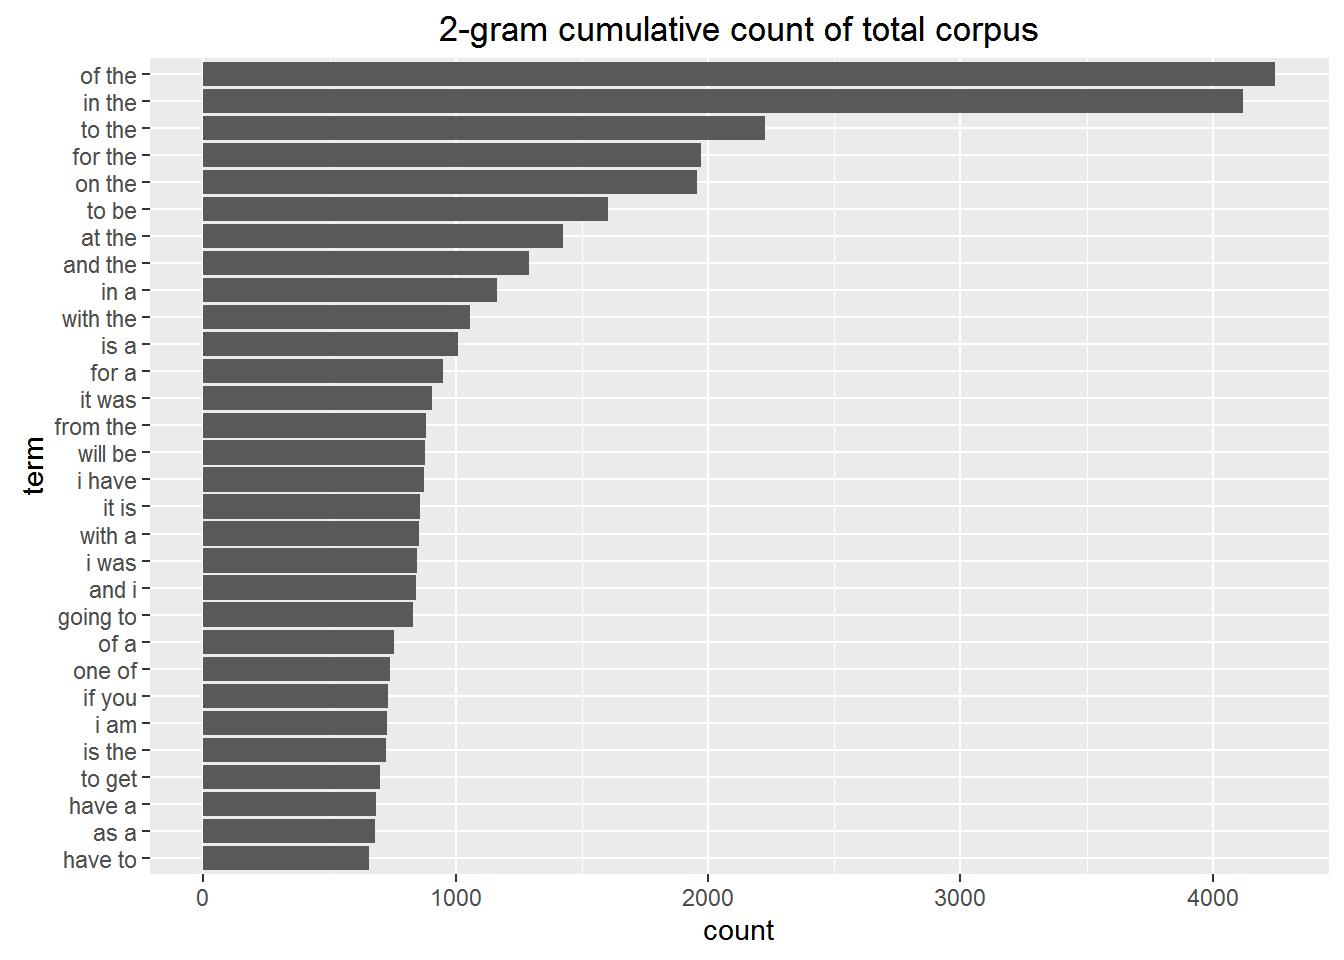 2-gram cumulative count of total corpus
of the
in the
to the
for the
on the
to be
at the
and the
in a
with the
is a
for a
it was
from the
will be
i have
it is
with a
i was
and i
going to
of a
one of
if you
i am
is the
to get
have a
as a
have to
term
0 1000 2000 3000 4000
count